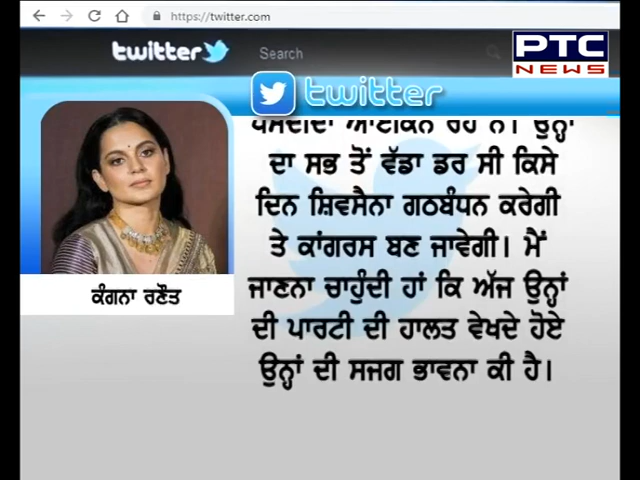 https://twitter.com
twitter
Search
PTC
NEWS
twitter
ਦਾ ਸਭ ਤੋਂ ਵੱਡਾ ਡਰ ਸੀ ਕਿਸੇ
ਦਿਨ ਸ਼ਿਵਸੈਨਾ ਗਠਬੰਧਨ ਕਰੇਗੀ
ਤੇ ਕਾਂਗਰਸ ਬਣ ਜਾਵੇਗੀ। ਮੈਂ
ਜਾਣਨਾ ਚਾਹੁੰਦੀ ਹਾਂ ਕਿ ਅੱਜ ਉਨ੍ਹਾਂ
ਦੀ ਪਾਰਟੀ ਦੀ ਹਾਲਤ ਵੇਖਦੇ ਹੋਏ
ਉਨ੍ਹਾਂ ਦੀ ਸਜਗ ਭਾਵਨਾ ਕੀ ਹੈ।
ਕੰਗਨਾ ਰਣੌਤ